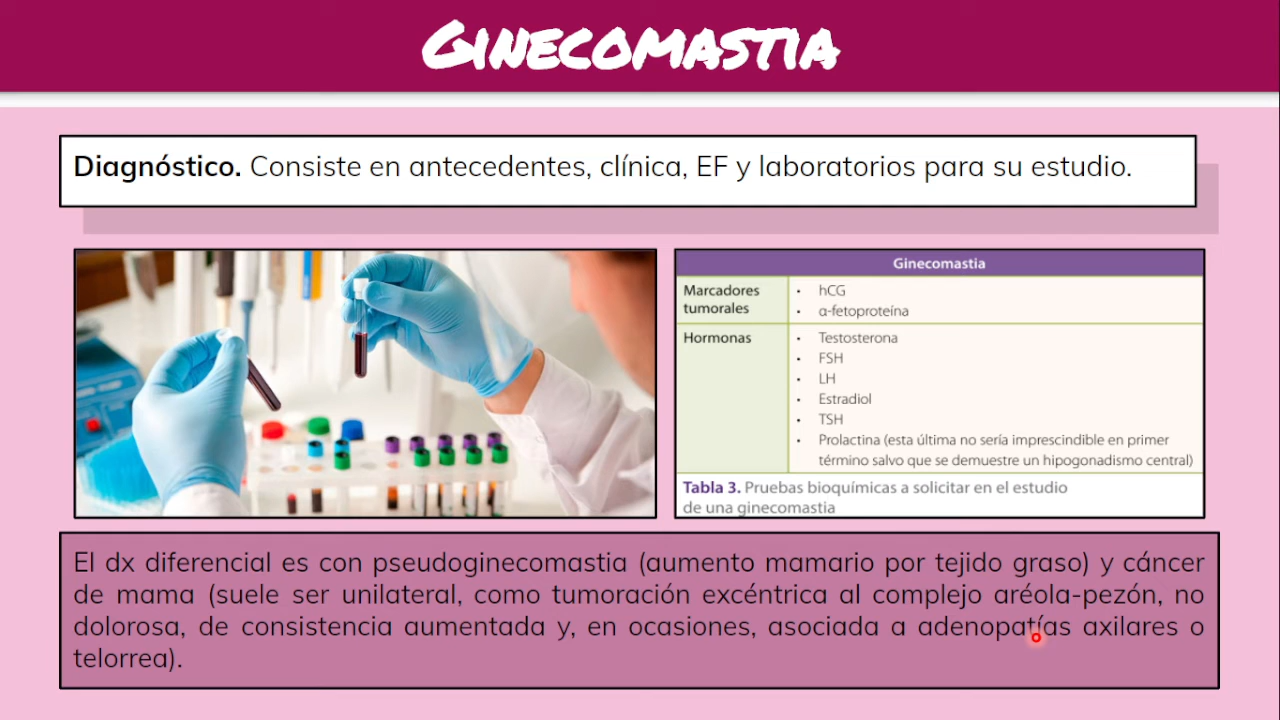 GINECOMASTIA
Diagnóstico. Consiste en antecedentes, clínica, EF y laboratorios para su estudio.
Ginecomastia
Marcadores
tumorales
• hCG
• α-fetoproteína
Hormonas
• Testosterona
• FSH
• LH
• Estradiol
• TSH
• Prolactina (esta última no sería imprescindible en primer
término salvo que se demuestre un hipogonadismo central)
Tabla 3. Pruebas bioquímicas a solicitar en el estudio
de una ginecomastia
El dx diferencial es con pseudoginecomastia (aumento mamario por tejido graso) y cáncer
de mama (suele ser unilateral, como tumoración excéntrica al complejo aréola-pezón, no
dolorosa, de consistencia aumentada y, en ocasiones, asociada a adenopatías axilares o
telorrea).